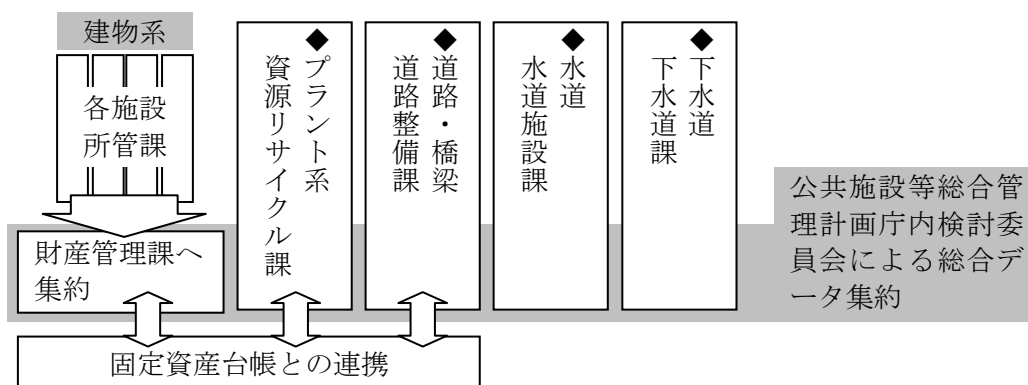 建物系
各施設
所管課
財産管理課へ
集約
◆プラント系
資源リサイクル課
◆道路・橋梁
道路整備課
◆水道
水道施設課
◆下水道
下水道課
公共施設等総合管
理計画庁内検討委
員会による総合デ
ータ集約
固定資産台帳との連携